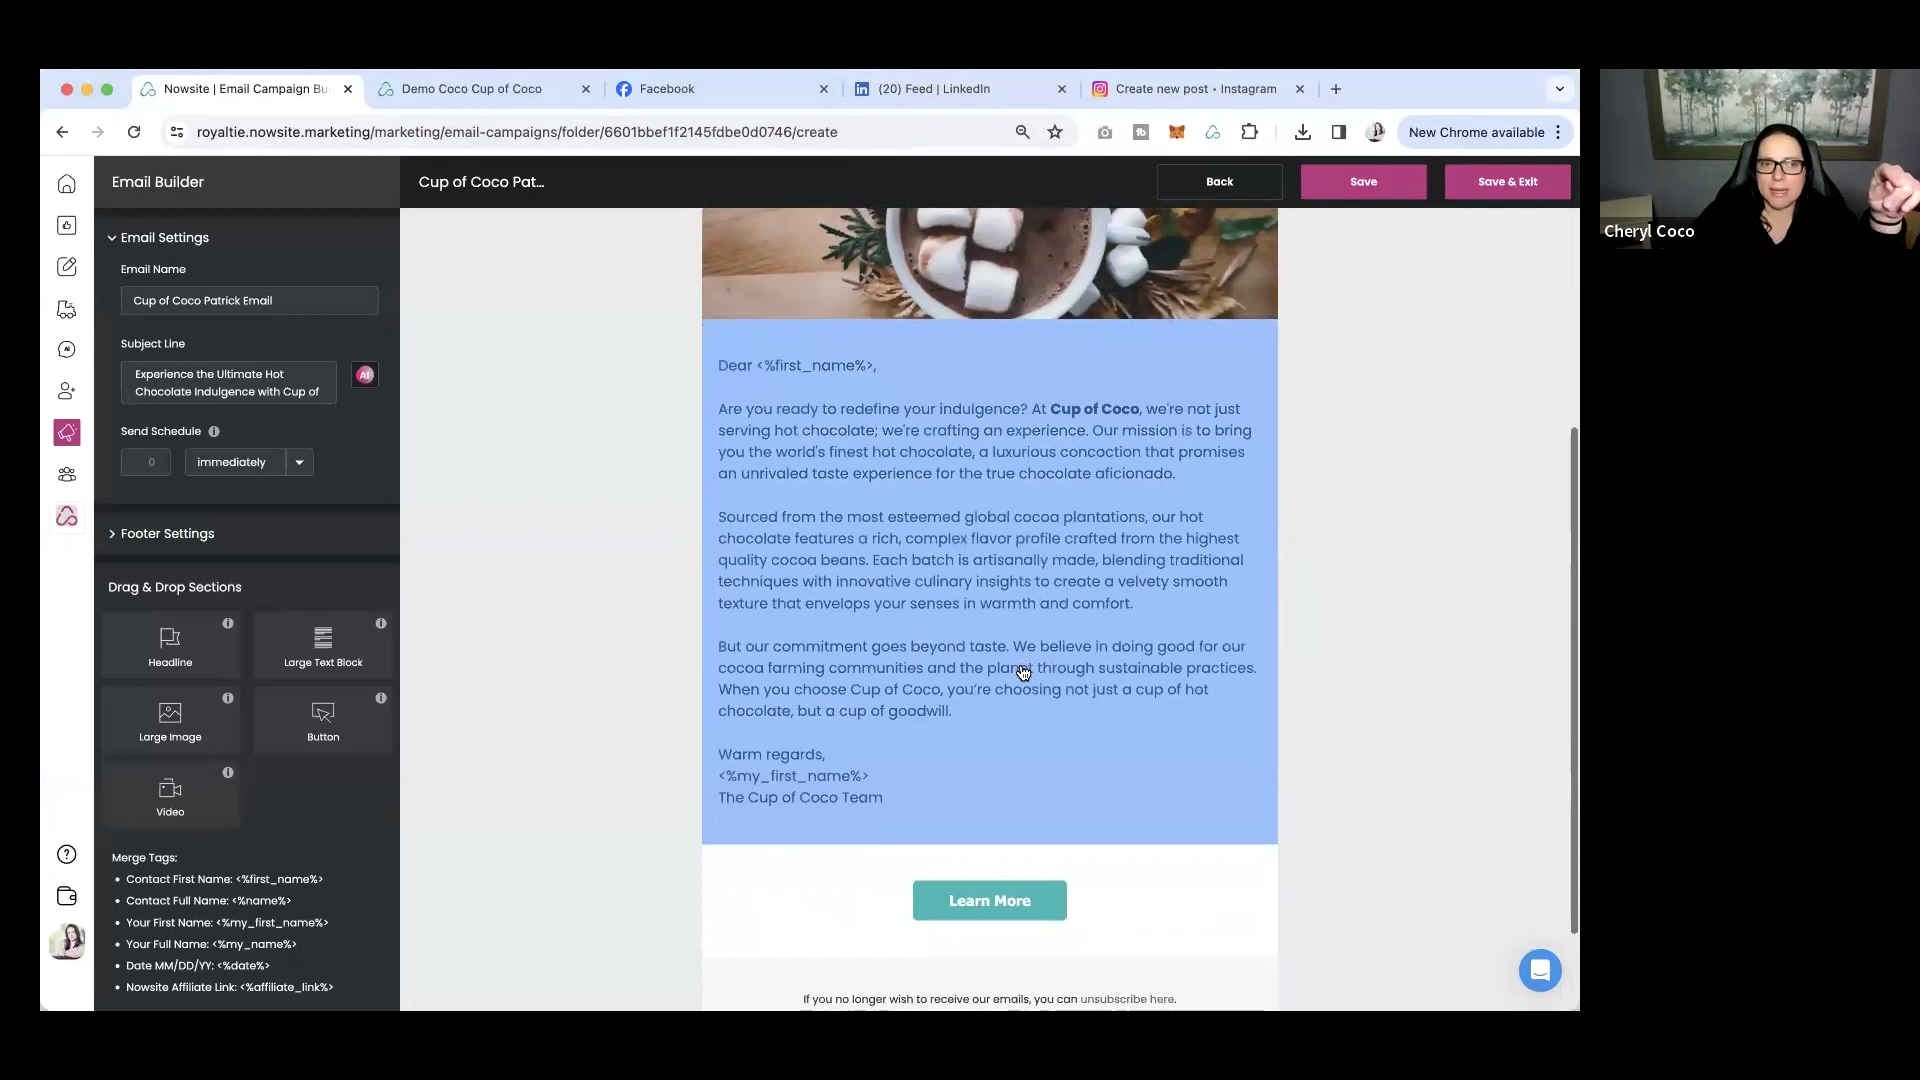 Nowsite | Email Campaign Bu
Demo Coco Cup of Coco
Facebook
(20) Feed | LinkedIn
Create new post • Instagram
royaltie.nowsite.marketing/marketing/email-campaigns/folder/6601bbef1f2145fdbe0d0746/create
New Chrome available
Email Builder
Cup of Coco Pat...
Back
Save
Save & Exit
Cheryl Coco
Email Settings
Email Name
Cup of Coco Patrick Email
Subject Line
Experience the Ultimate Hot
Chocolate Indulgence with Cup of
AI
Send Schedule
0
immediately
Footer Settings
Drag & Drop Sections
Headline
Large Text Block
Large Image
Button
Video
Merge Tags:
• Contact First Name: <%first_name%>
• Contact Full Name: <%name%>
• Your First Name: <%my_first_name%>
• Your Full Name: <%my_name%>
• Date MM/DD/YY: <%date%>
• Nowsite Affiliate Link: <%affiliate_link%>
Dear <%first_name%>,
Are you ready to redefine your indulgence? At Cup of Coco, we're not just
serving hot chocolate; we're crafting an experience. Our mission is to bring
you the world's finest hot chocolate, a luxurious concoction that promises
an unrivaled taste experience for the true chocolate aficionado.
Sourced from the most esteemed global cocoa plantations, our hot
chocolate features a rich, complex flavor profile crafted from the highest
quality cocoa beans. Each batch is artisanally made, blending traditional
techniques with innovative culinary insights to create a velvety smooth
texture that envelops your senses in warmth and comfort.
But our commitment goes beyond taste. We believe in doing good for our
cocoa farming communities and the planet through sustainable practices.
When you choose Cup of Coco, you're choosing not just a cup of hot
chocolate, but a cup of goodwill.
Warm regards,
<%my_first_name%>
The Cup of Coco Team
Learn More
If you no longer wish to receive our emails, you can unsubscribe here.